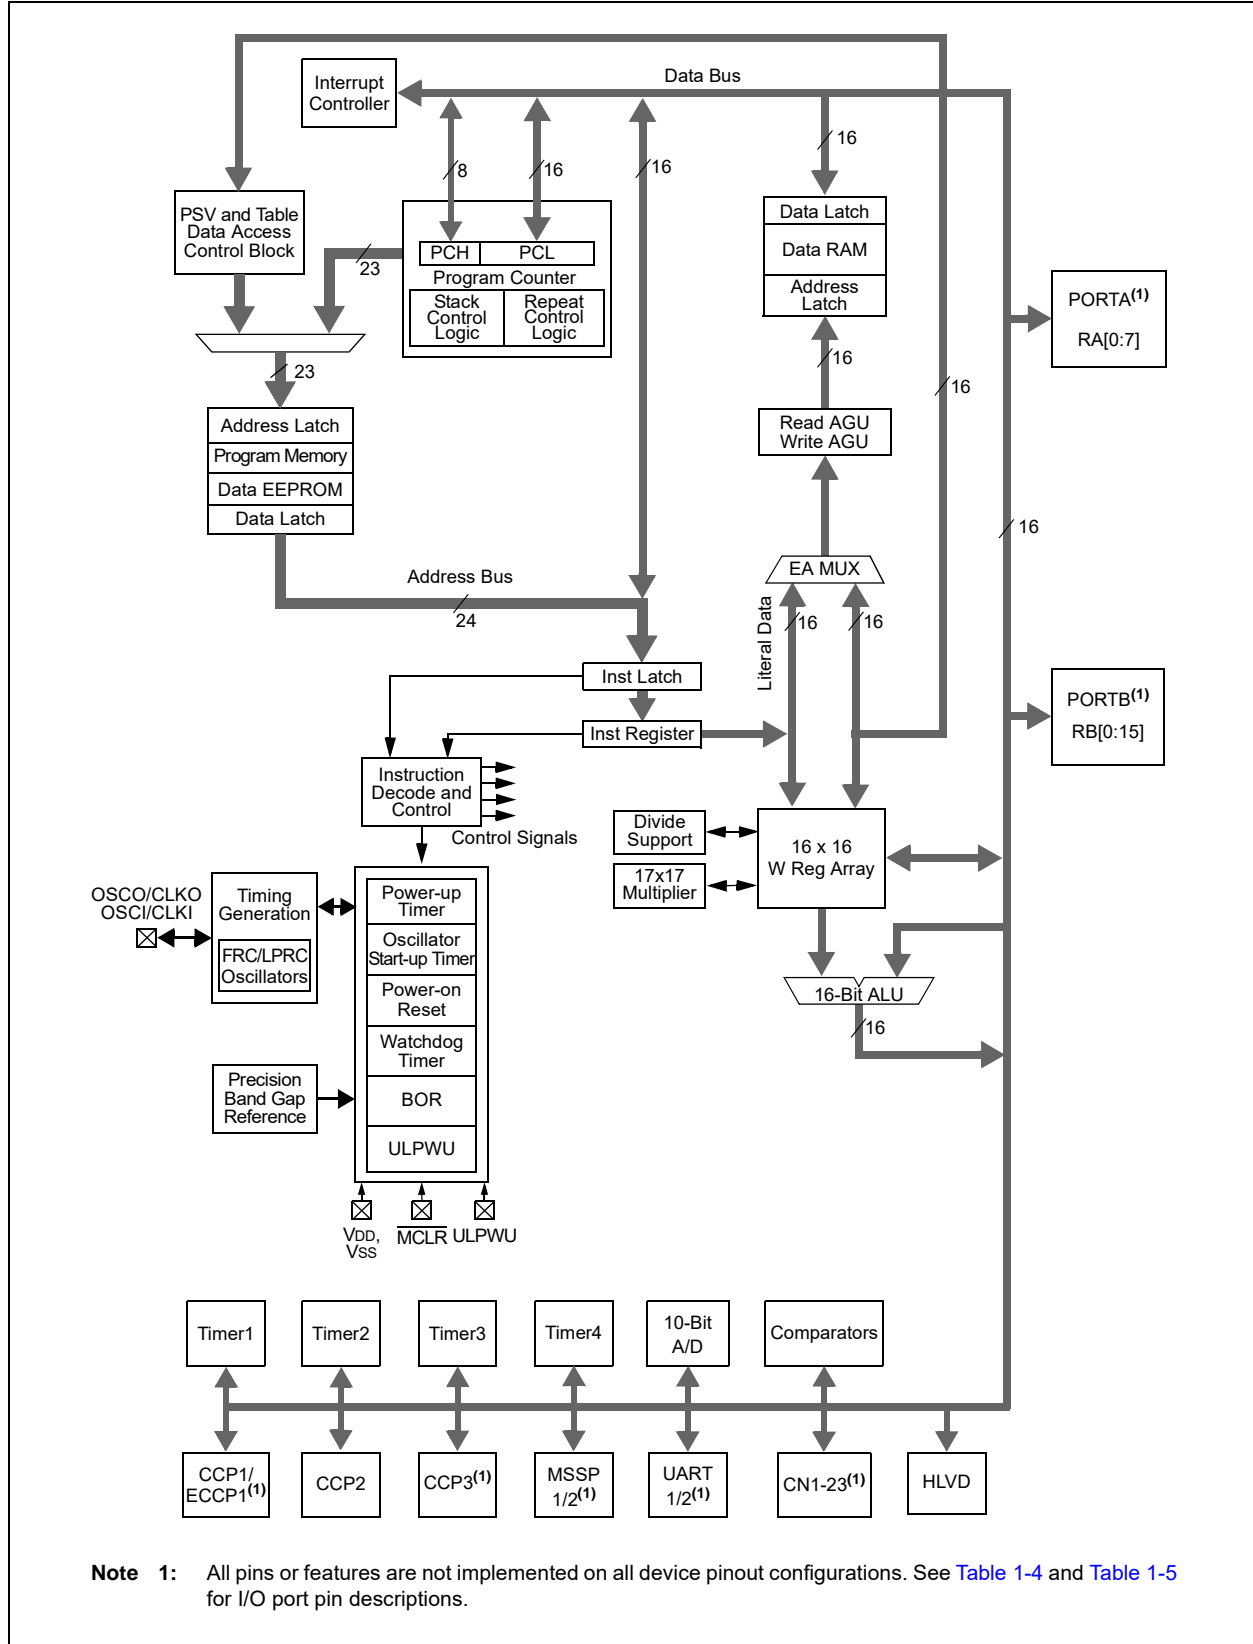 Data Bus
Interrupt
Controller
16
8
16
16
PSV and Table
Data Access
Control Block
Data Latch
Data RAM
Address
Latch
PCH
PCL
23
Program Counter
Stack
Control
Logic
Repeat
Control
Logic
PORTA(1)
RA[0:7]
16
23
16
Address Latch
Program Memory
Data EEPROM
Data Latch
Read AGU
Write AGU
16
EA MUX
Address Bus
24
Literal Data
16
16
Inst Latch
Inst Register
PORTB(1)
RB[0:15]
Instruction
Decode and
Control
Control Signals
Divide
Support
17x17
Multiplier
16 x 16
W Reg Array
OSCO/CLKO
OSCI/CLKI
Timing
Generation
FRC/LPRC
Oscillators
Power-up
Timer
Oscillator
Start-up Timer
Power-on
Reset
Watchdog
Timer
BOR
ULPWU
16-Bit ALU
16
Precision
Band Gap
Reference
VDD,
VSS
MCLR
ULPWU
Timer1
Timer2
Timer3
Timer4
10-Bit
A/D
Comparators
CCP1/
ECCP1(1)
CCP2
CCP3(1)
MSSP
1/2(1)
UART
1/2(1)
CN1-23(1)
HLVD
Note 1: All pins or features are not implemented on all device pinout configurations. See Table 1-4 and Table 1-5
for I/O port pin descriptions.